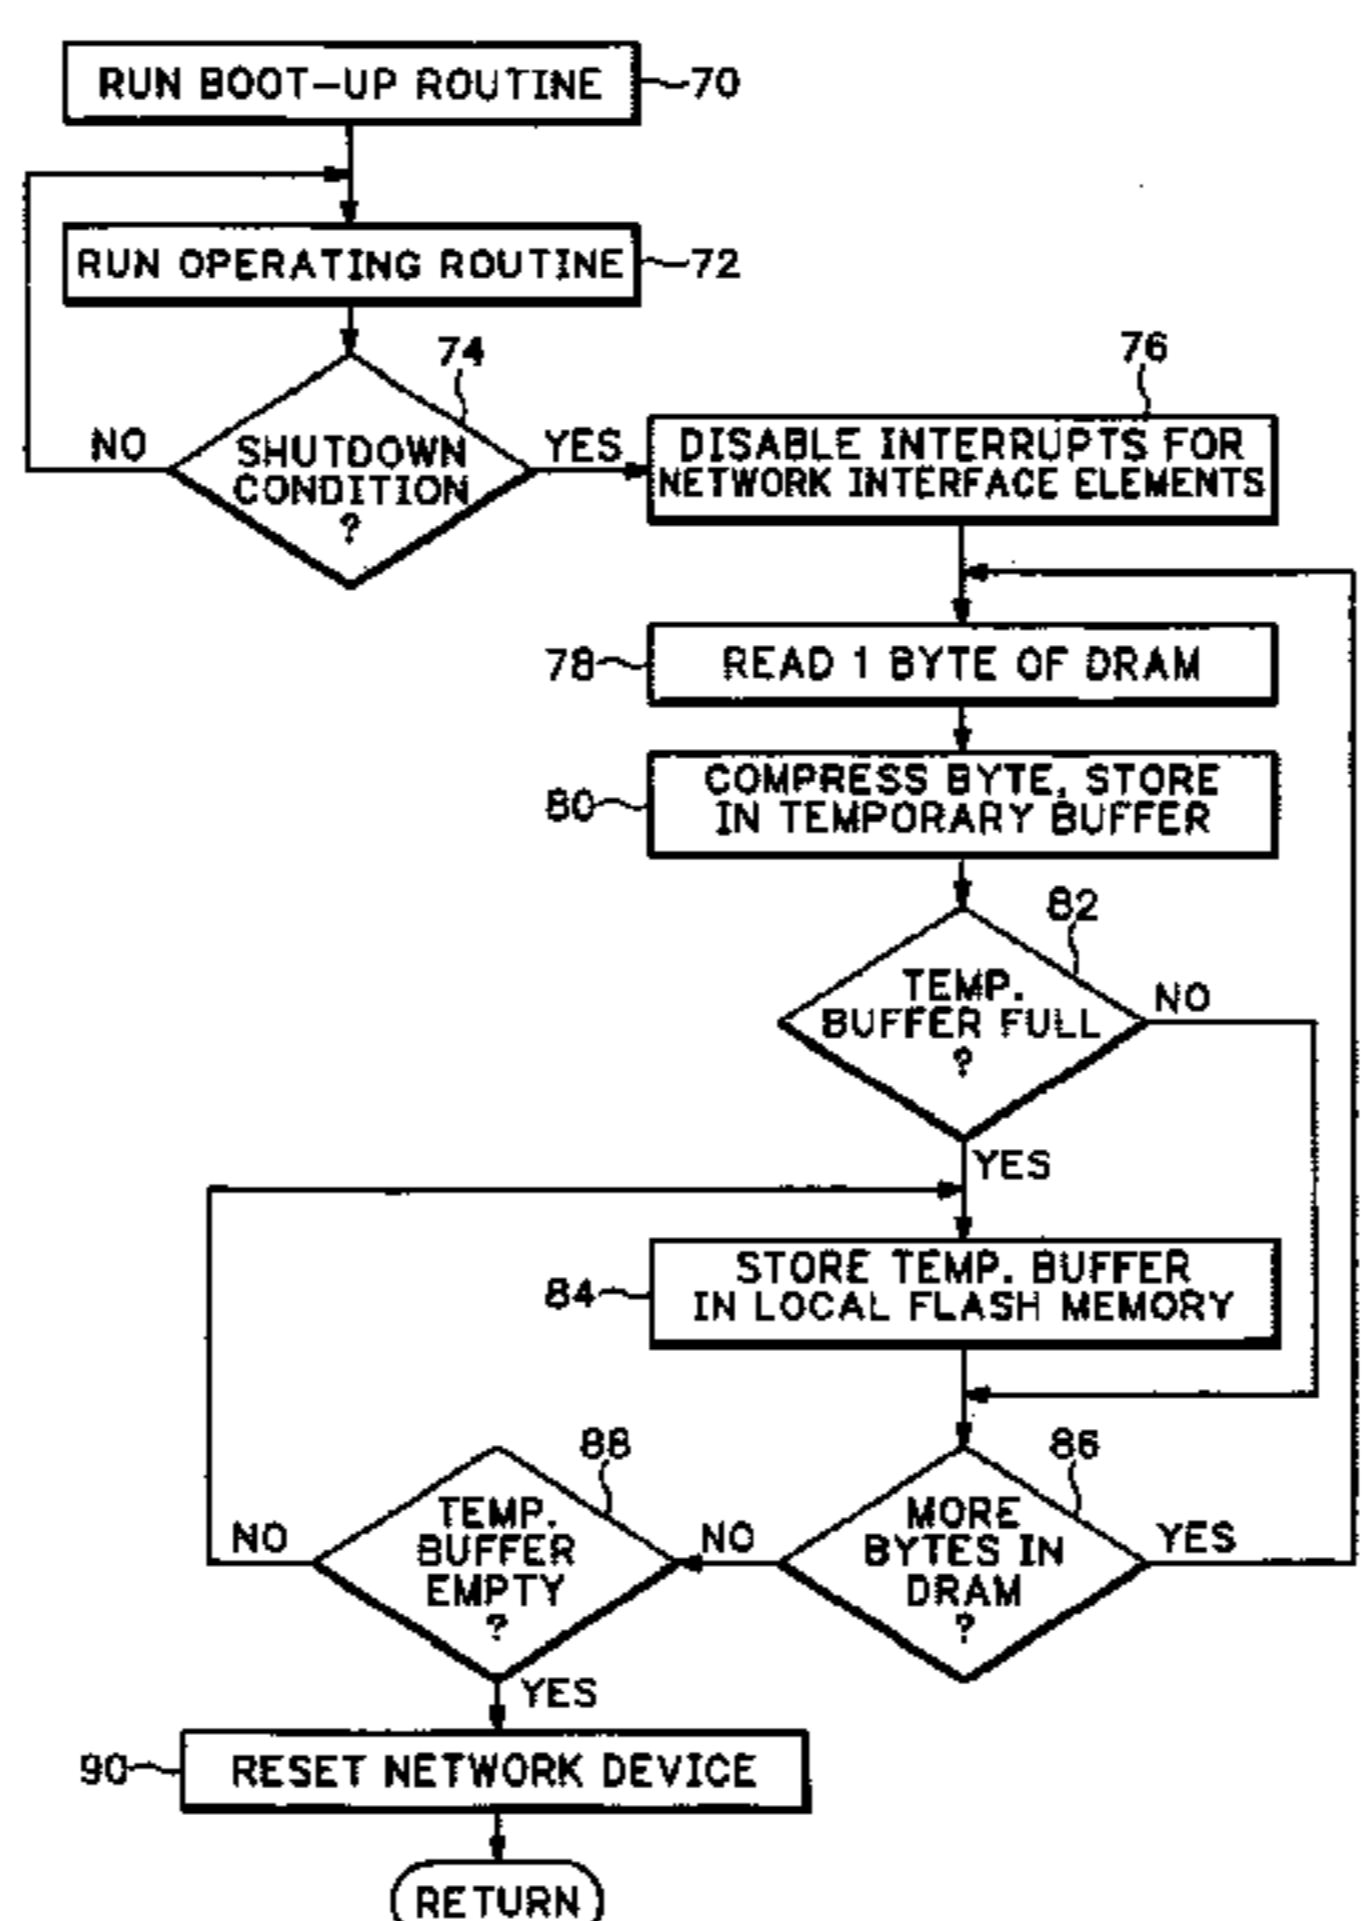 RUN BOOT-UP ROUTINE
70
RUN OPERATING ROUTINE
72
74
SHUTDOWN
CONDITION
?
NO
YES
76
DISABLE INTERRUPTS FOR
NETWORK INTERFACE ELEMENTS
78
READ 1 BYTE OF DRAM
80
COMPRESS BYTE, STORE
IN TEMPORARY BUFFER
82
TEMP.
BUFFER FULL
?
NO
YES
84
STORE TEMP. BUFFER
IN LOCAL FLASH MEMORY
86
MORE
BYTES IN
DRAM
?
YES
NO
88
TEMP.
BUFFER
EMPTY
?
NO
YES
90
RESET NETWORK DEVICE
RETURN